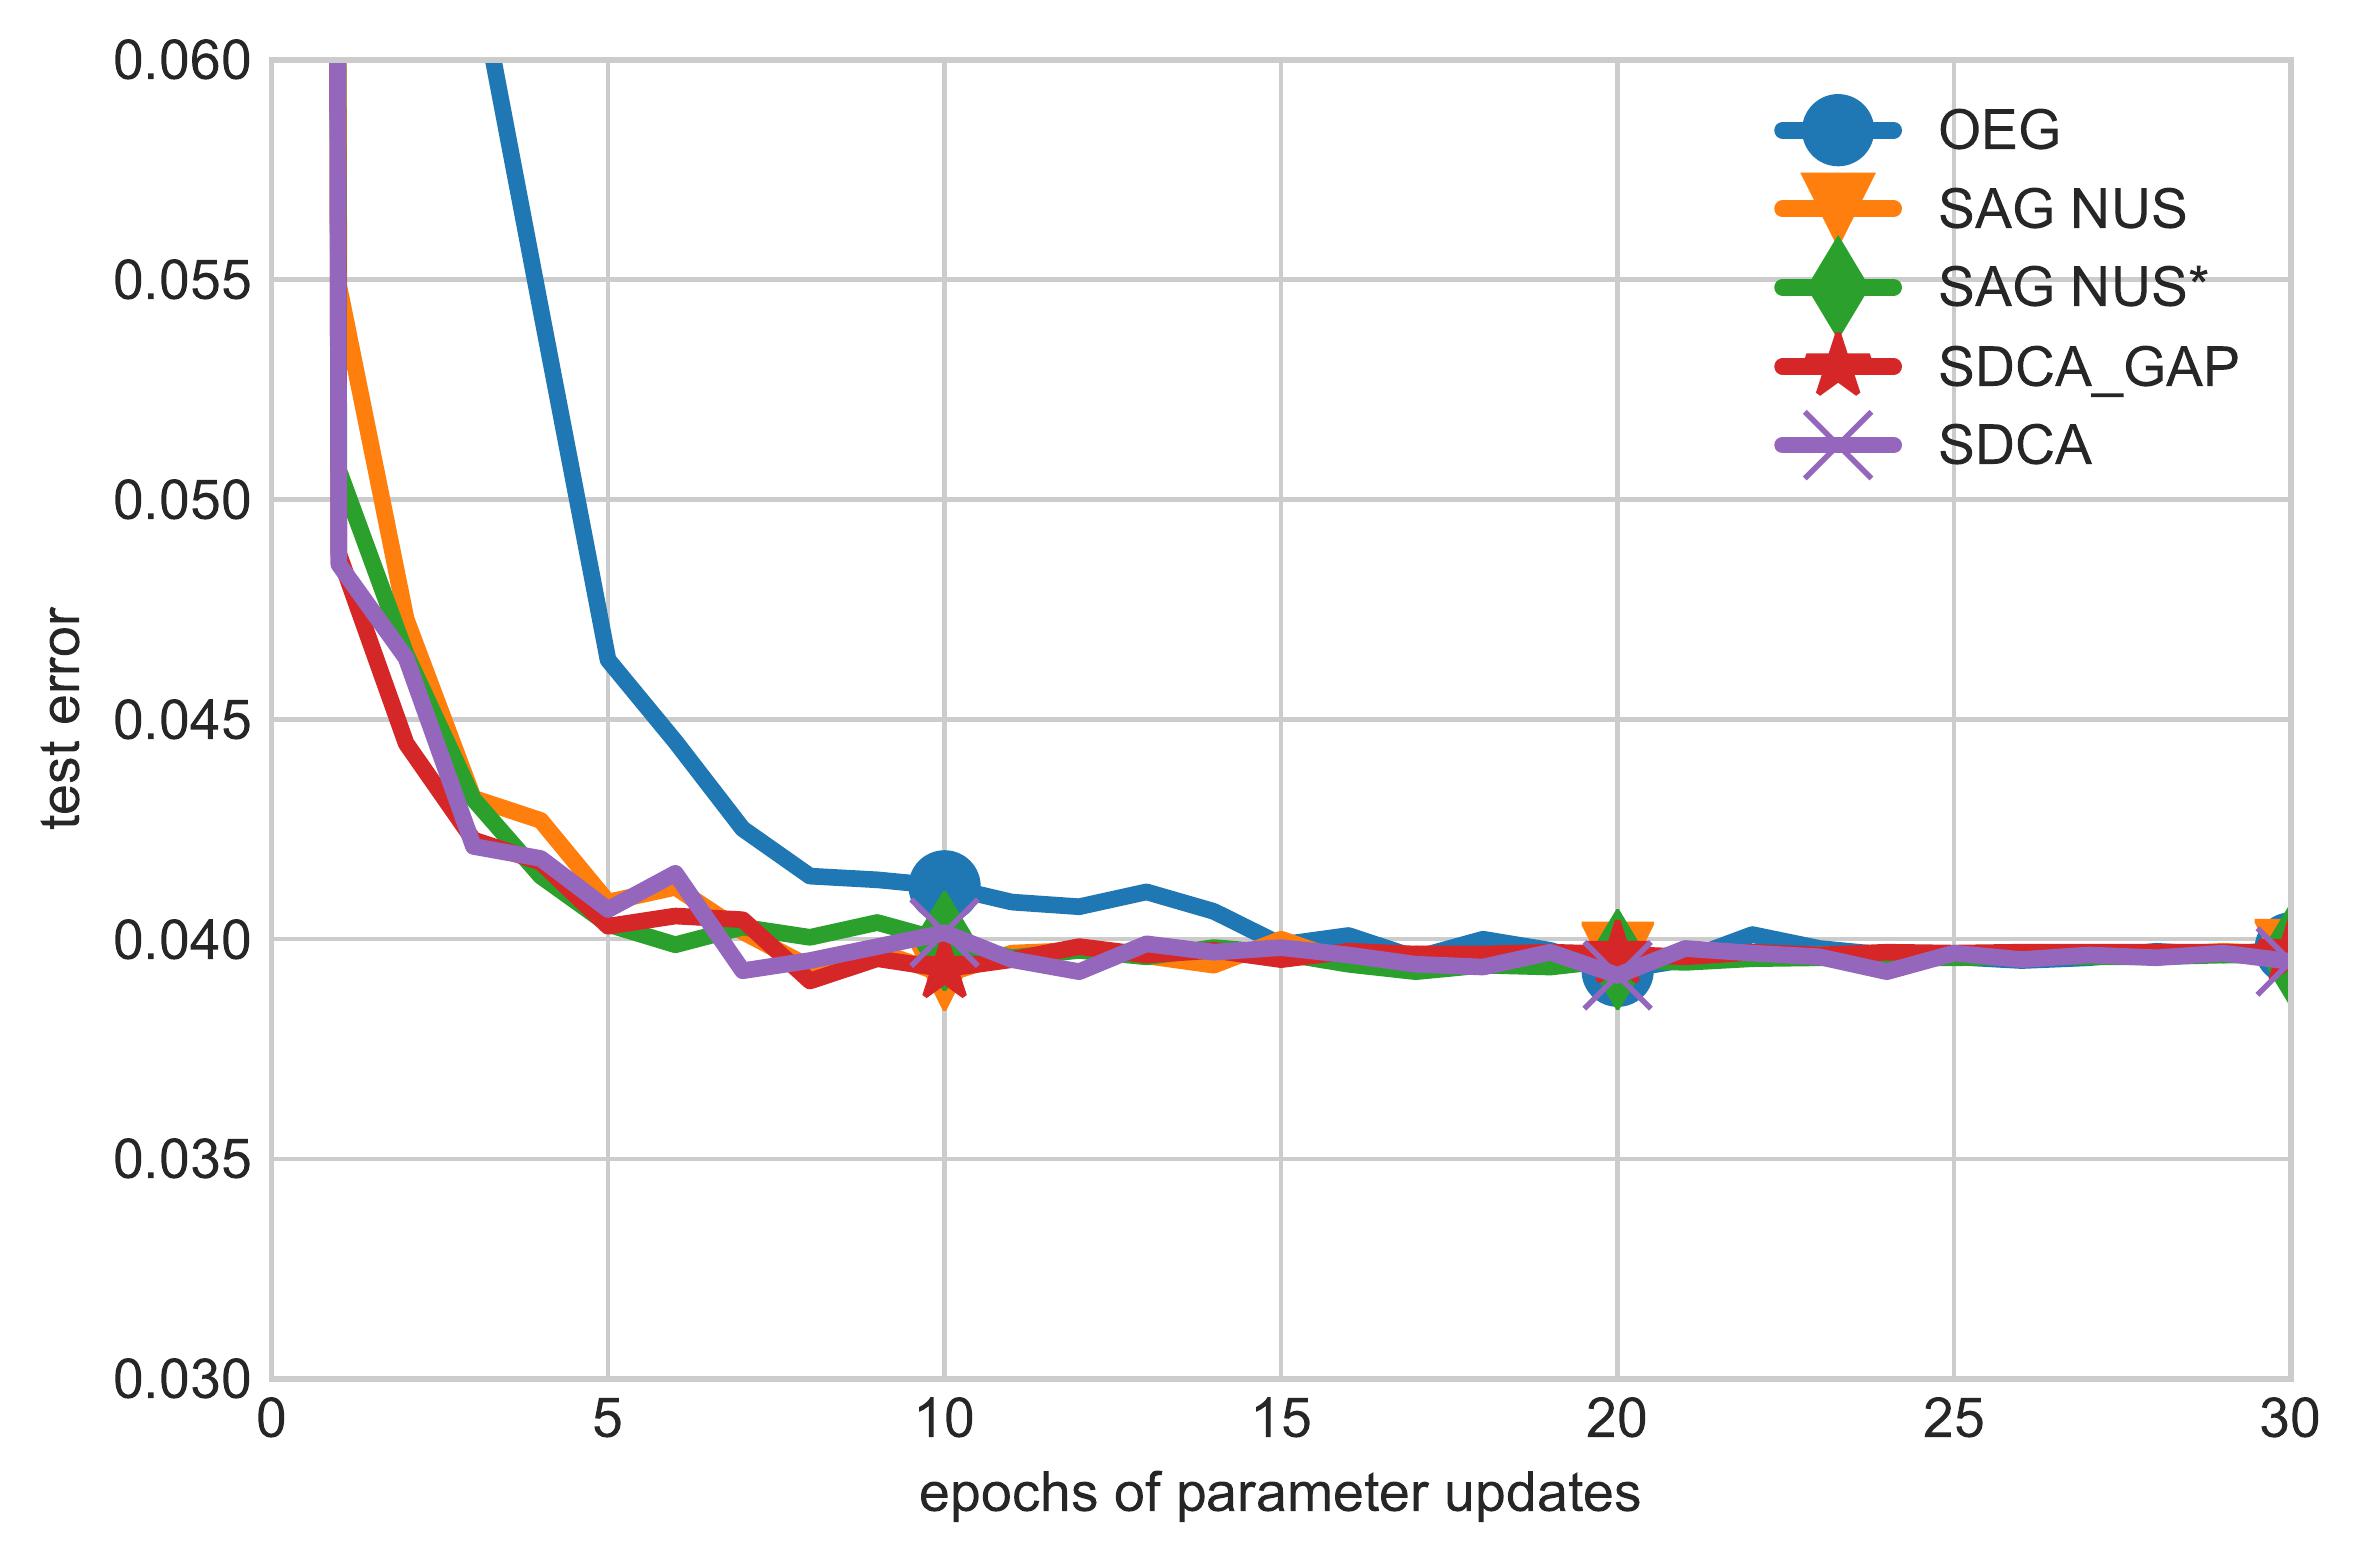 0.060
0.055
0.050
0.045
0.040
0.035
0.030
test error
OEG
SAG NUS
SAG NUS*
SDCA_GAP
SDCA
0 5 10 15 20 25 30
epochs of parameter updates